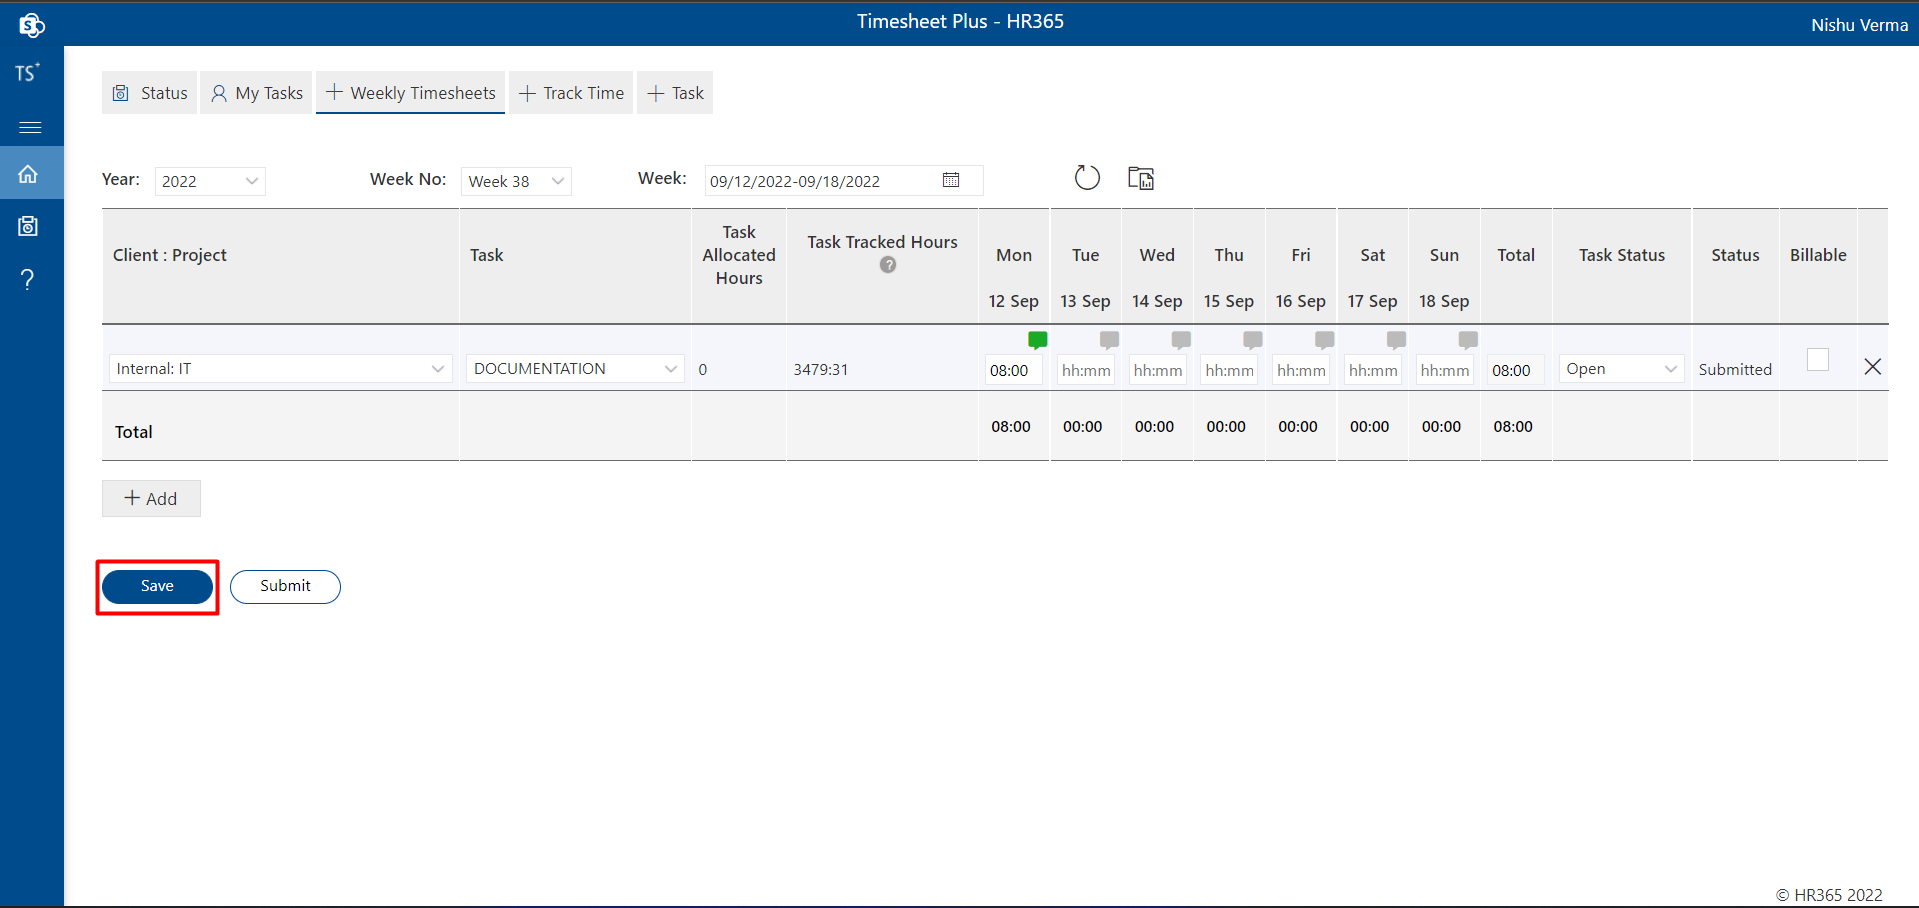 Timesheet Plus - HR365
Nishu Verma
TS+
Status My Tasks + Weekly Timesheets + Track Time + Task
Year: 2022 Week No: Week 38 Week: 09/12/2022-09/18/2022
Client : Project Task Task Allocated Hours Task Tracked Hours ? Mon Tue Wed Thu Fri Sat Sun Total Task Status Status Billable
12 Sep 13 Sep 14 Sep 15 Sep 16 Sep 17 Sep 18 Sep
Internal: IT DOCUMENTATION 0 3479:31 08:00 hh:mm hh:mm hh:mm hh:mm hh:mm hh:mm 08:00 Open Submitted
Total 08:00 00:00 00:00 00:00 00:00 00:00 00:00 08:00
+ Add
Save Submit
© HR365 2022